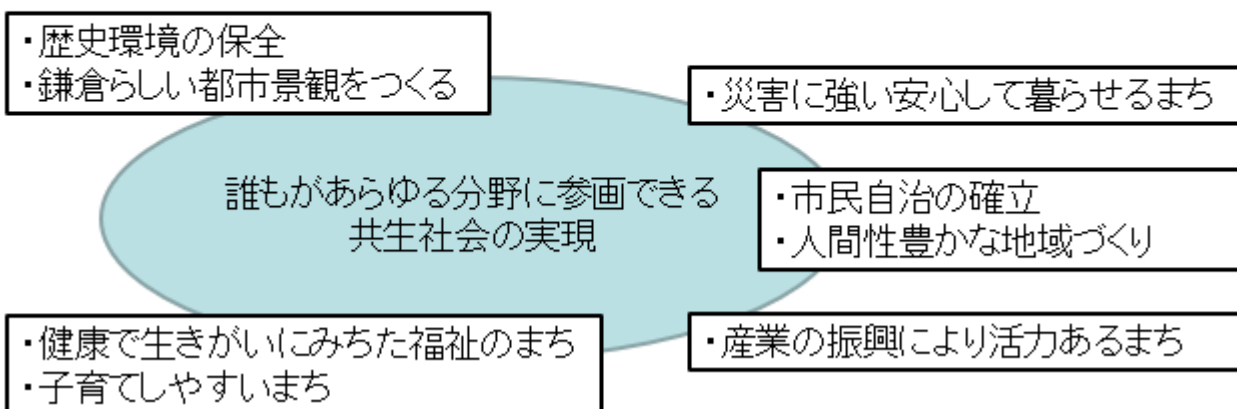 ・歴史環境の保全
・鎌倉らしい都市景観をつくる
・災害に強い安心して暮らせるまち
誰もがあらゆる分野に参画できる
共生社会の実現
・市民自治の確立
・人間性豊かな地域づくり
・健康で生きがいにみちた福祉のまち
・子育てしやすいまち
・産業の振興により活力あるまち